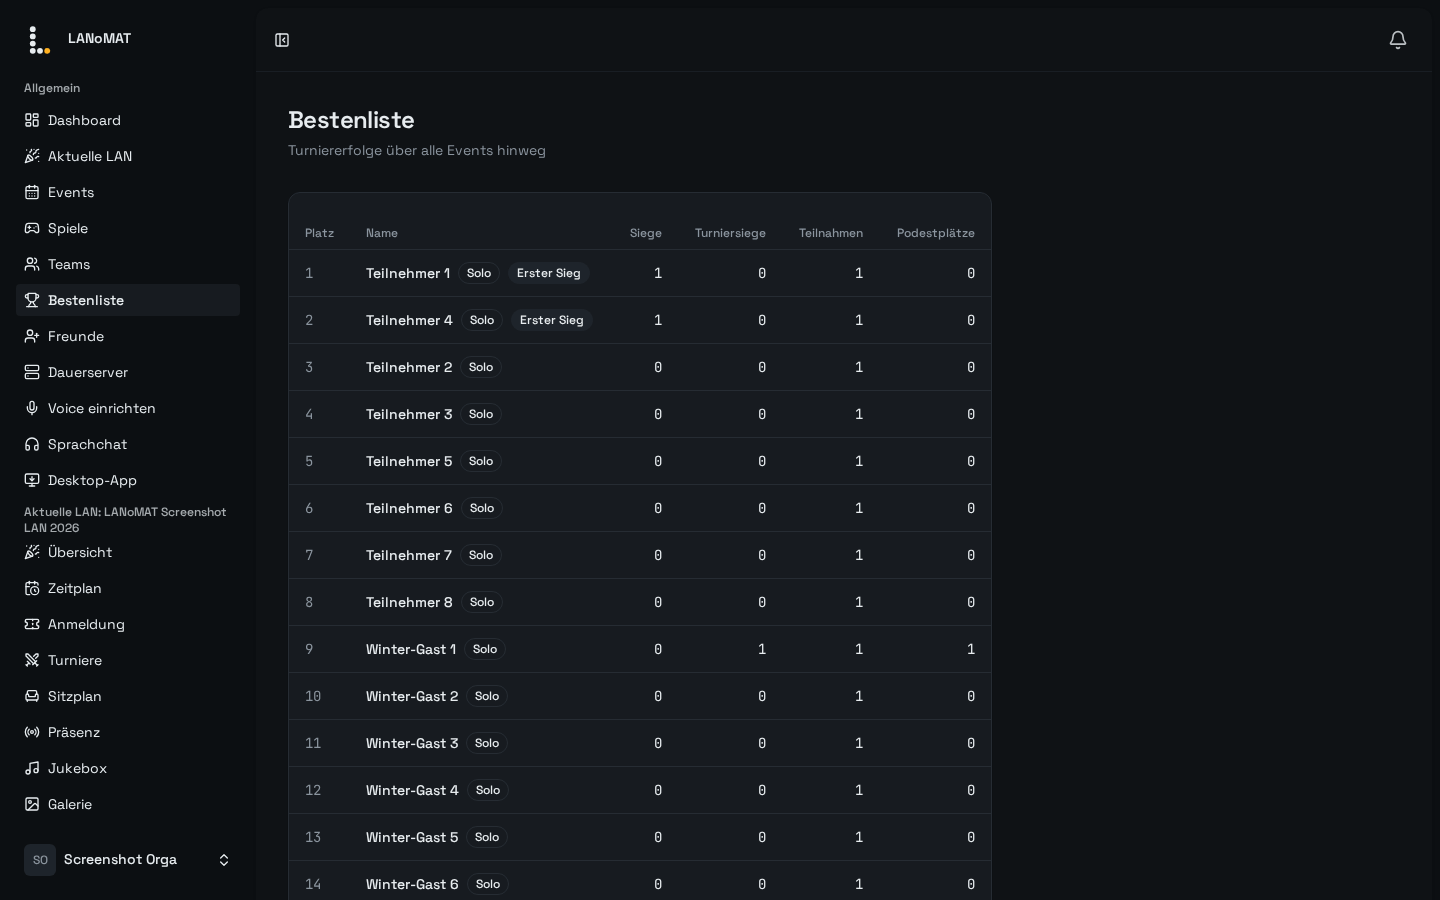 LANoMAT
Allgemein
Dashboard
Aktuelle LAN
Events
Spiele
Teams
Bestenliste
Freunde
Dauerserver
Voice einrichten
Sprachchat
Desktop-App
Aktuelle LAN: LANoMAT Screenshot
LAN 2026
Übersicht
Zeitplan
Anmeldung
Turniere
Sitzplan
Präsenz
Jukebox
Galerie
SO Screenshot Orga
Bestenliste
Turniererfolge über alle Events hinweg
Platz Name Siege Turniersiege Teilnahmen Podestplätze
1 Teilnehmer 1 Solo Erster Sieg 1 0 1 0
2 Teilnehmer 4 Solo Erster Sieg 1 0 1 0
3 Teilnehmer 2 Solo 0 0 1 0
4 Teilnehmer 3 Solo 0 0 1 0
5 Teilnehmer 5 Solo 0 0 1 0
6 Teilnehmer 6 Solo 0 0 1 0
7 Teilnehmer 7 Solo 0 0 1 0
8 Teilnehmer 8 Solo 0 0 1 0
9 Winter-Gast 1 Solo 0 1 1 1
10 Winter-Gast 2 Solo 0 0 1 0
11 Winter-Gast 3 Solo 0 0 1 0
12 Winter-Gast 4 Solo 0 0 1 0
13 Winter-Gast 5 Solo 0 0 1 0
14 Winter-Gast 6 Solo 0 0 1 0